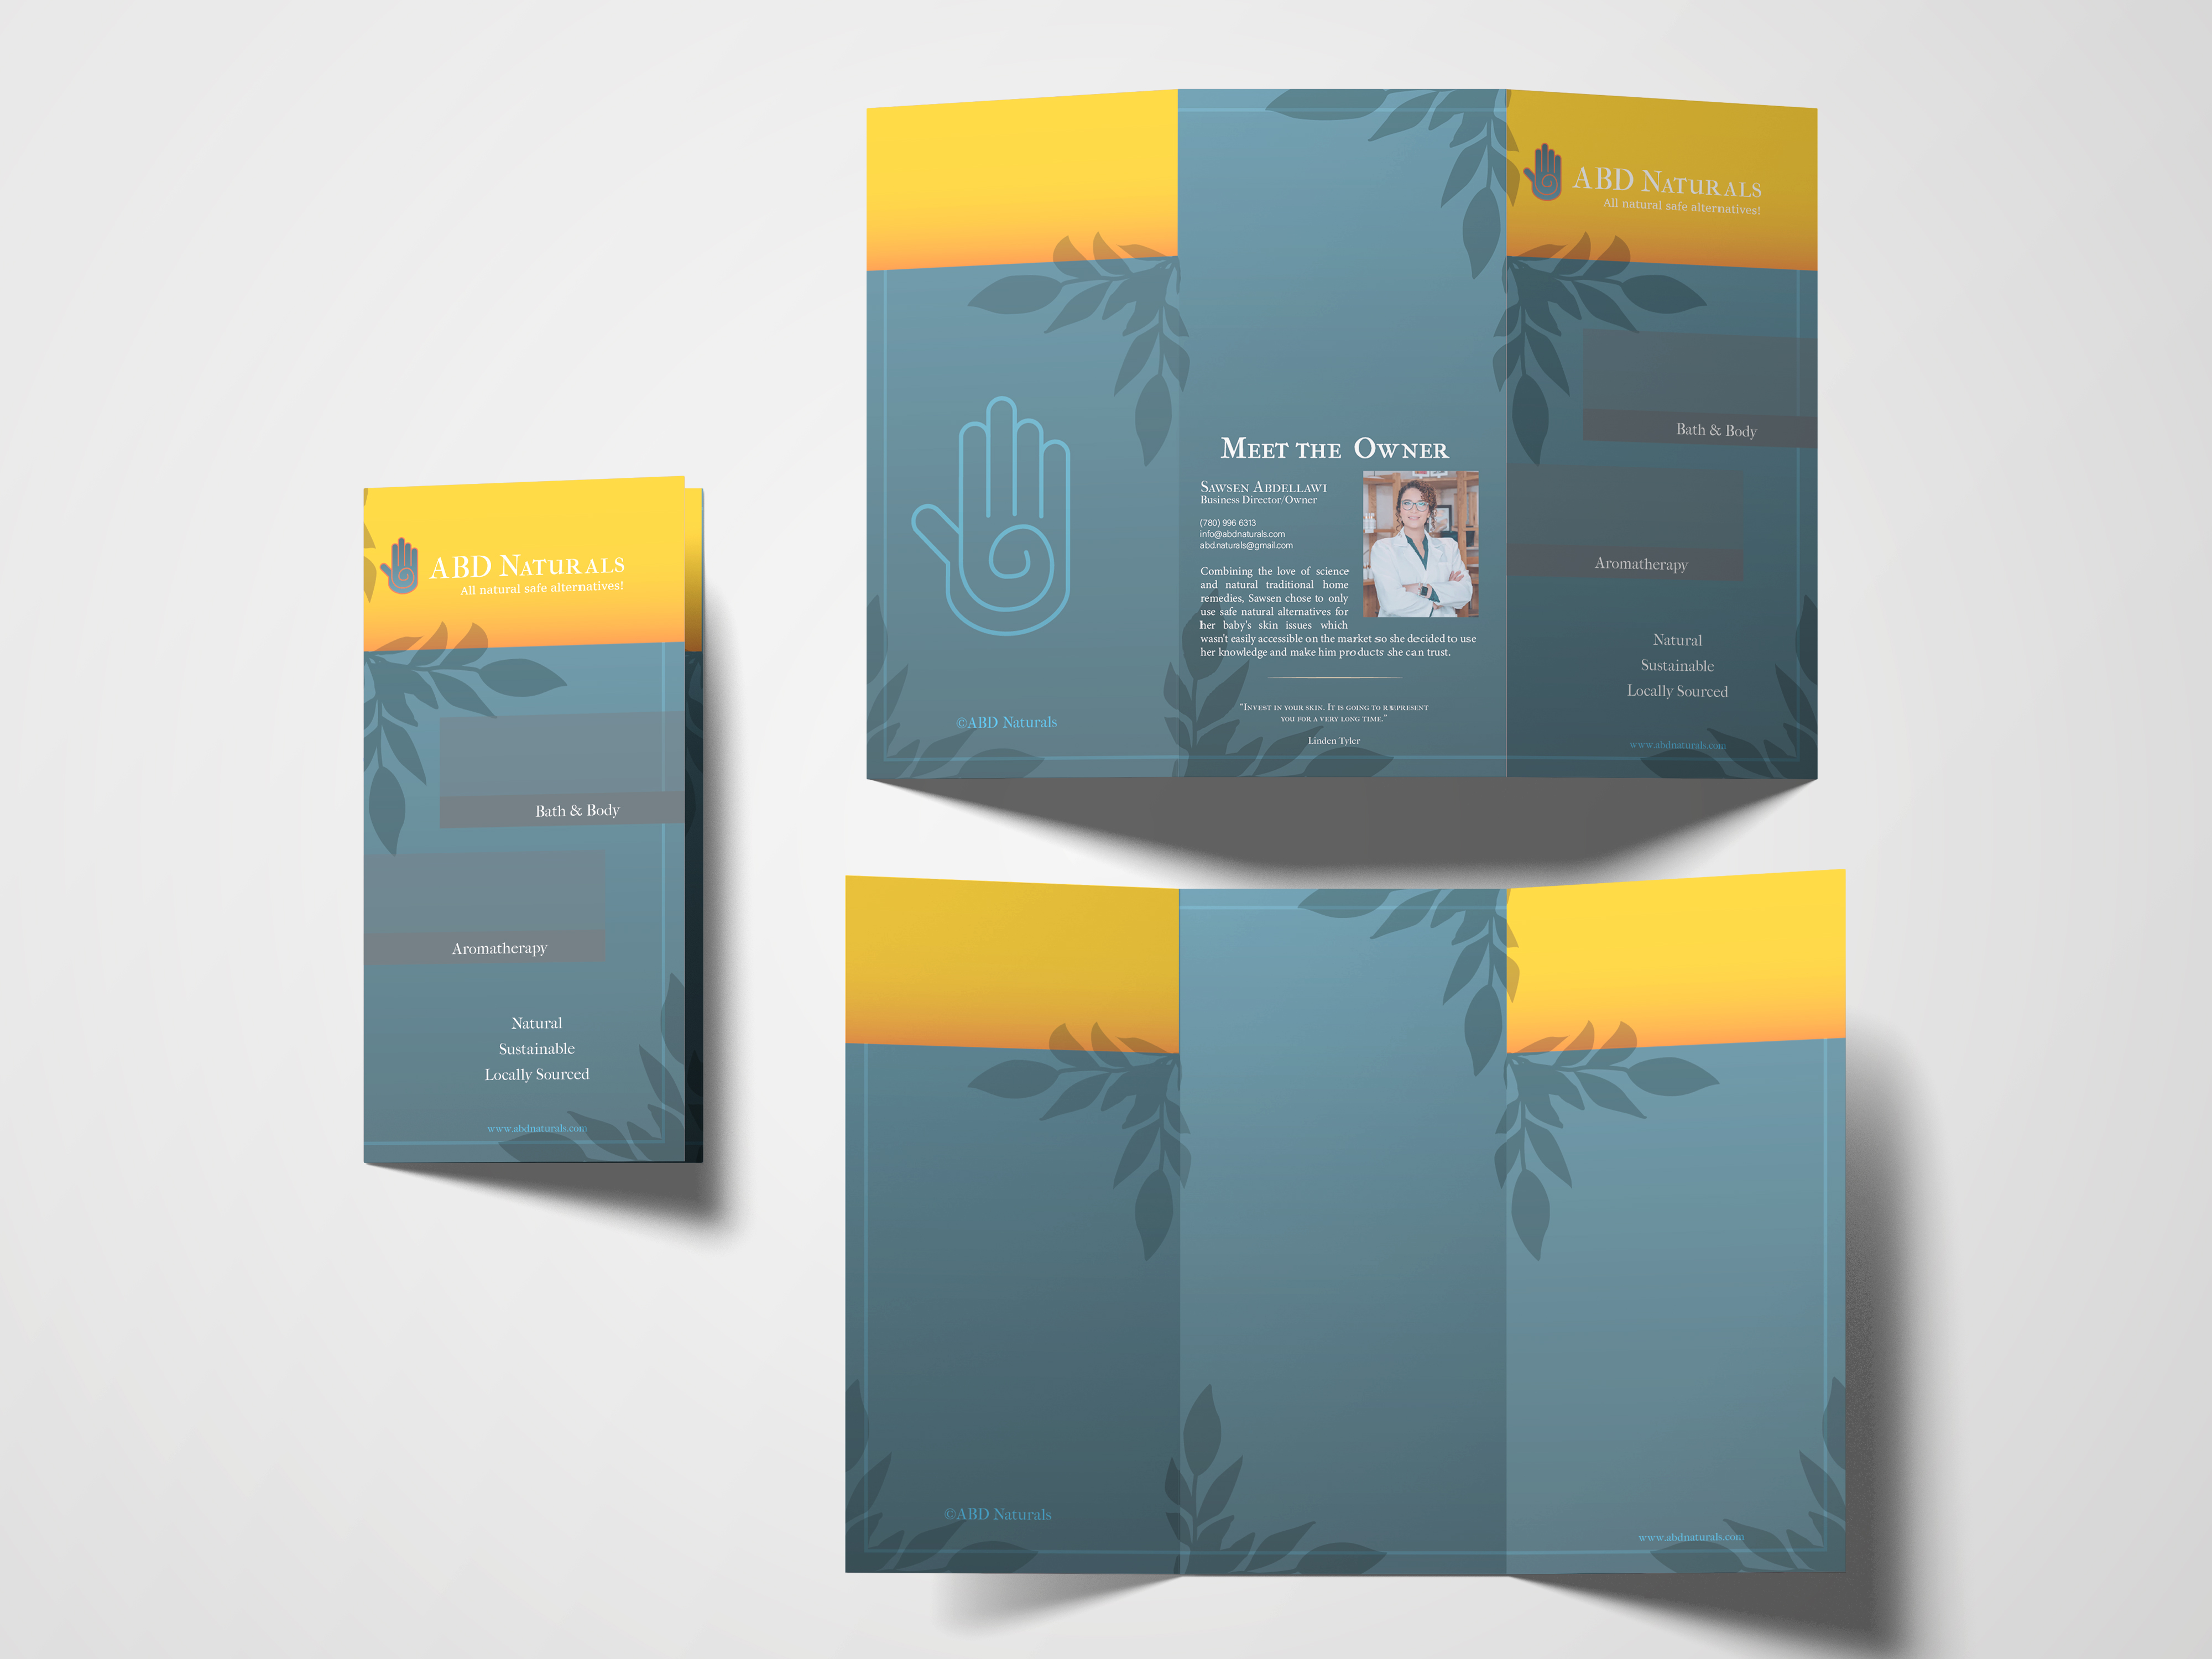 ABD Naturals
All natural safe alternatives!
Bath & Body
Aromatherapy
Natural
Sustainable
Locally Sourced
www.abdnaturals.com
©ABD Naturals
Meet the Owner
Sawsen Abdellawi
Business Director/Owner
(780) 996 6313
info@abdnaturals.com
abd.naturals@gmail.com
Combining the love of science
and natural traditional home
remedies, Sawsen chose to only
use safe natural alternatives for
her baby's skin issues which
wasn't easily accessible on the market so she decided to use
her knowledge and make him products she can trust.
"Invest in your skin. It is going to represent
you for a very long time."
Linden Tyler
ABD Naturals
All natural safe alternatives!
Bath & Body
Aromatherapy
Natural
Sustainable
Locally Sourced
www.abdnaturals.com
©ABD Naturals
www.abdnaturals.com